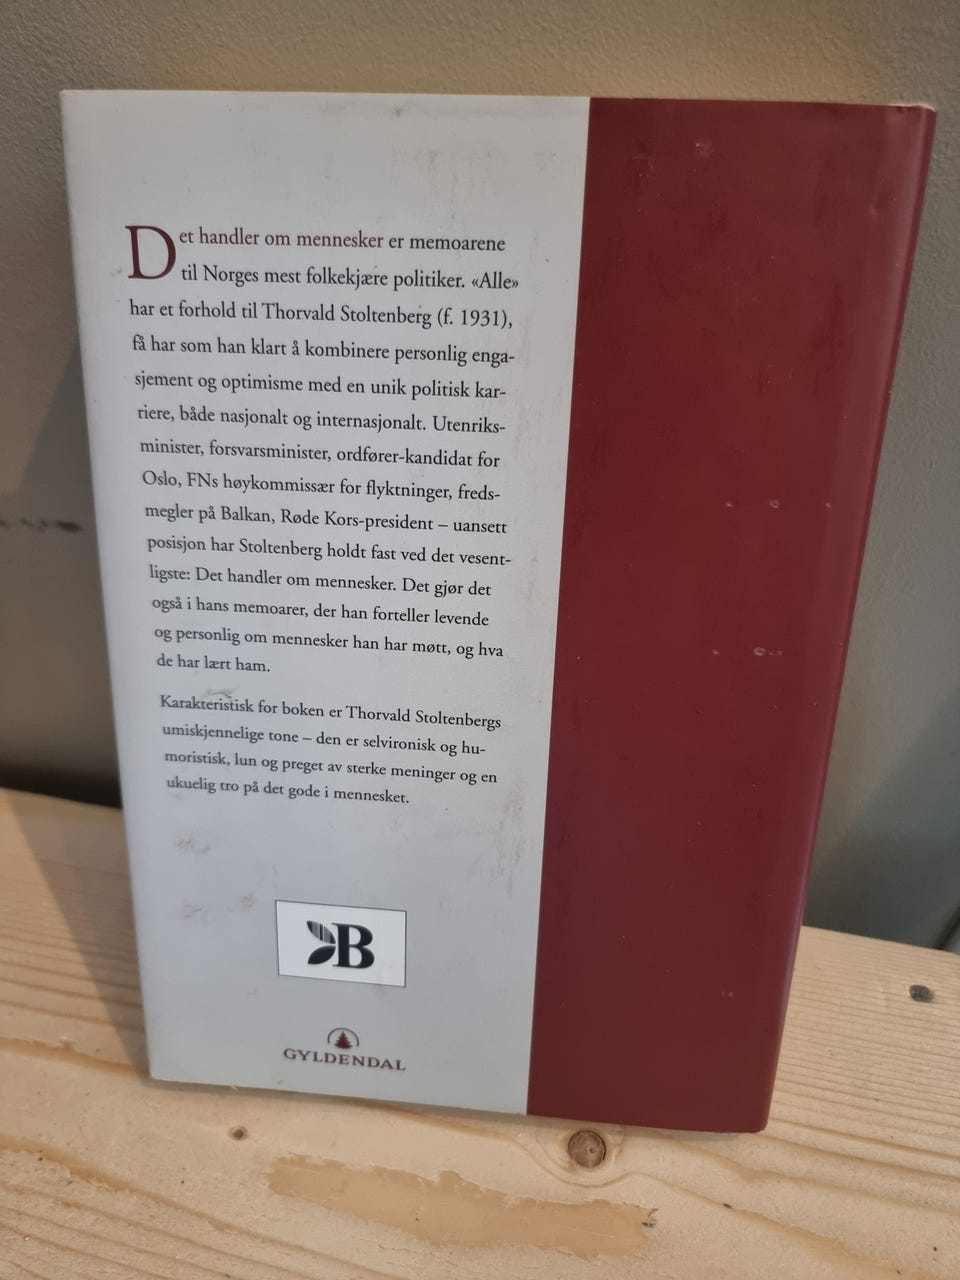 Det handler om mennesker er memoarene
til Norges mest folkekjære politiker. «Alle»
har et forhold til Thorvald Stoltenberg (f. 1931),
få har som han klart å kombinere personlig enga-
sjement og optimisme med en unik politisk kar-
riere, både nasjonalt og internasjonalt. Utenriks-
minister, forsvarsminister, ordfører-kandidat for
Oslo, FNs høykommissær for flyktninger, freds-
megler på Balkan, Røde Kors-president – uansett
posisjon har Stoltenberg holdt fast ved det vesent-
ligste: Det handler om mennesker. Det gjør det
også i hans memoarer, der han forteller levende
og personlig om mennesker han har møtt, og hva
de har lært ham.
Karakteristisk for boken er Thorvald Stoltenbergs
umiskjennelige tone – den er selvironisk og hu-
moristisk, lun og preget av sterke meninger og en
ukuelig tro på det gode i mennesket.
B
GYLDENDAL